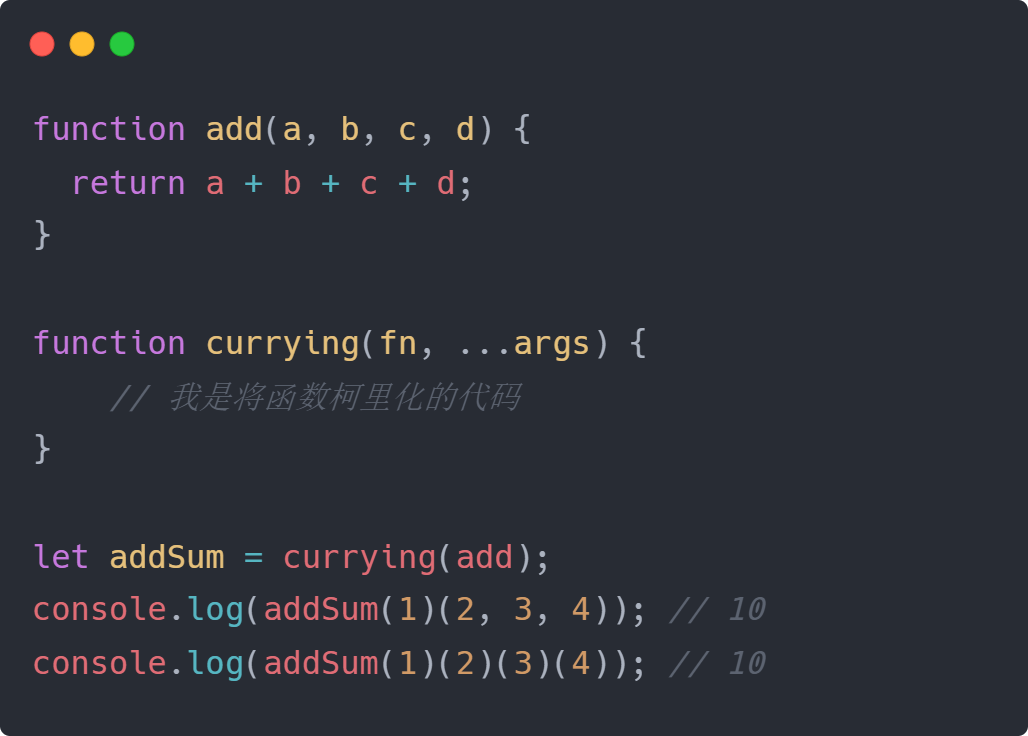 function add(a, b, c, d) {
  return a + b + c + d;
}
function currying(fn, ...args) {
    // 我是将函数柯里化的代码
}
let addSum = currying(add);
console.log(addSum(1)(2, 3, 4)); // 10
console.log(addSum(1)(2)(3)(4)); // 10